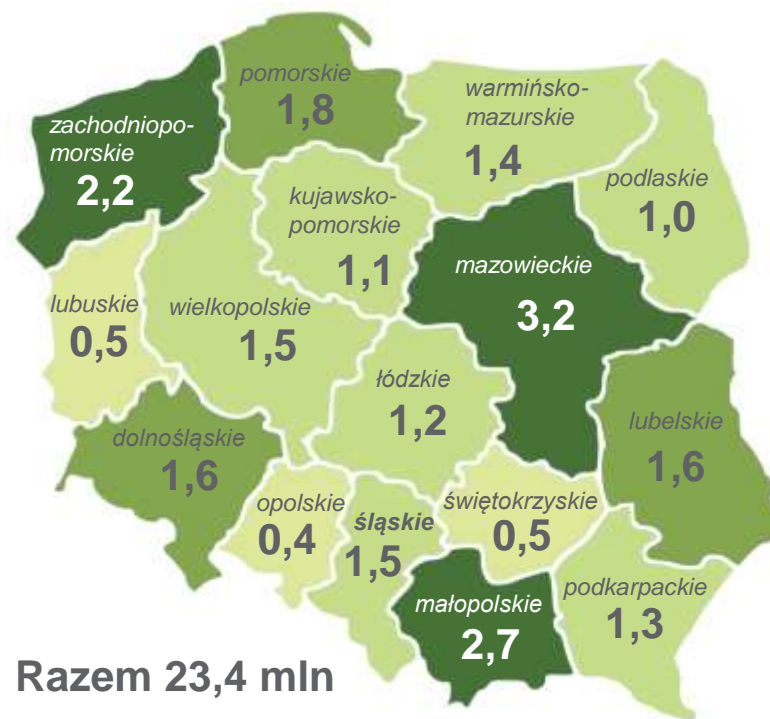 pomorskie
1,8
warmińsko-
mazurskie
1,4
zachodniopo-
morskie
2,2
podlaskie
1,0
kujawsko-
pomorskie
1,1
mazowieckie
3,2
lubuskie
0,5
wielkopolskie
1,5
łódzkie
1,2
lubelskie
1,6
dolnośląskie
1,6
opolskie
0,4
śląskie
1,5
świętokrzyskie
0,5
małopolskie
2,7
podkarpackie
1,3
Razem 23,4 mln